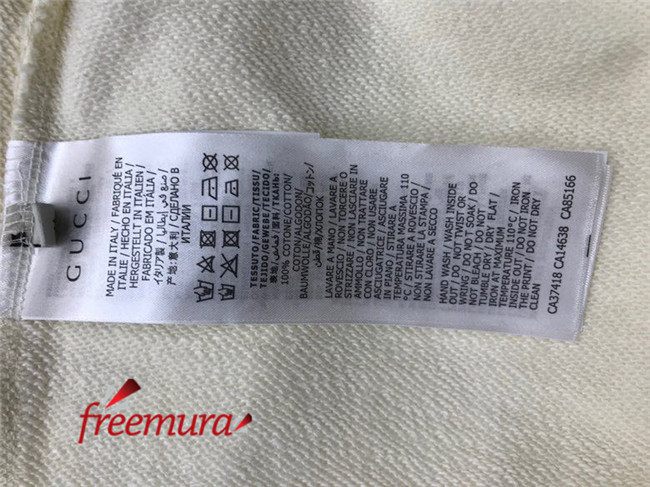 GUCCI
MADE IN ITALY / FABRIQUÉ EN
ITALIE / HECHO EN ITALIA /
HERGESTELLT IN ITALIEN /
FABRICADO EM ITÁLIA /
イタリア製 / صنع في إيطاليا /
产地:意大利 / СДЕЛАНО В
ИТАЛИИ
TESSUTO/FABRIC/TISSU/
TEJIDO/GEWEBE/TECIDO/
100% COTONE/COTTON/
COTON/ALGODON/
BAUMWOLLE/ALGODÃO/コットン/
قطن/棉/ХЛОПОК
LAVARE A MANO / LAVARE A
ROVESCIO / NON TORCERE O
STRIZZARE / NON LASCIARE IN
AMMOLLO / NON TRATTARE
CON CLORO / NON USARE
ASCIUGATRICE / ASCIUGARE
IN PIANO / STIRARE A
TEMPERATURA MASSIMA 110
°C / STIRARE A ROVESCIO/
NON STIRARE LA STAMPA /
NON LAVARE A SECCO
HAND WASH / WASH INSIDE
OUT / DO NOT TWIST OR
WRING / DO NOT SOAK / DO
NOT BLEACH / DO NOT
TUMBLE DRY / DRY FLAT /
IRON AT MAXIMUM
TEMPERATURE 110°C / IRON
INSIDE OUT / DO NOT IRON
THE PRINT / DO NOT DRY
CLEAN
CA37418 CA14638 CA85166
freemura